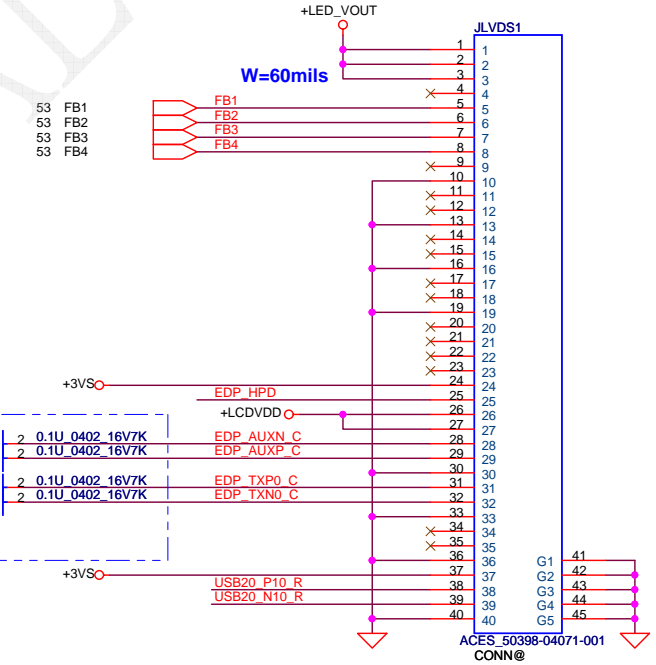 +LED_VOUT
JLVDS1
W=60mils
1 1
2 2
3 3
4 4
53 FB1 FB1 5 5
53 FB2 FB2 6 6
53 FB3 FB3 7 7
53 FB4 FB4 8 8
9 9
10 10
11 11
12 12
13 13
14 14
15 15
16 16
17 17
18 18
19 19
20 20
21 21
22 22
23 23
+3VS 24 24
EDP_HPD 25 25
+LCDVDD 26 26
27 27
2 0.1U_0402_16V7K EDP_AUXN_C 28 28
2 0.1U_0402_16V7K EDP_AUXP_C 29 29
30 30
2 0.1U_0402_16V7K EDP_TXP0_C 31 31
2 0.1U_0402_16V7K EDP_TXN0_C 32 32
33 33
34 34
35 35
36 36 G1 41
+3VS 37 37 G2 42
USB20_P10_R 38 38 G3 43
USB20_N10_R 39 39 G4 44
40 40 G5 45
ACES_50398-04071-001
CONN@